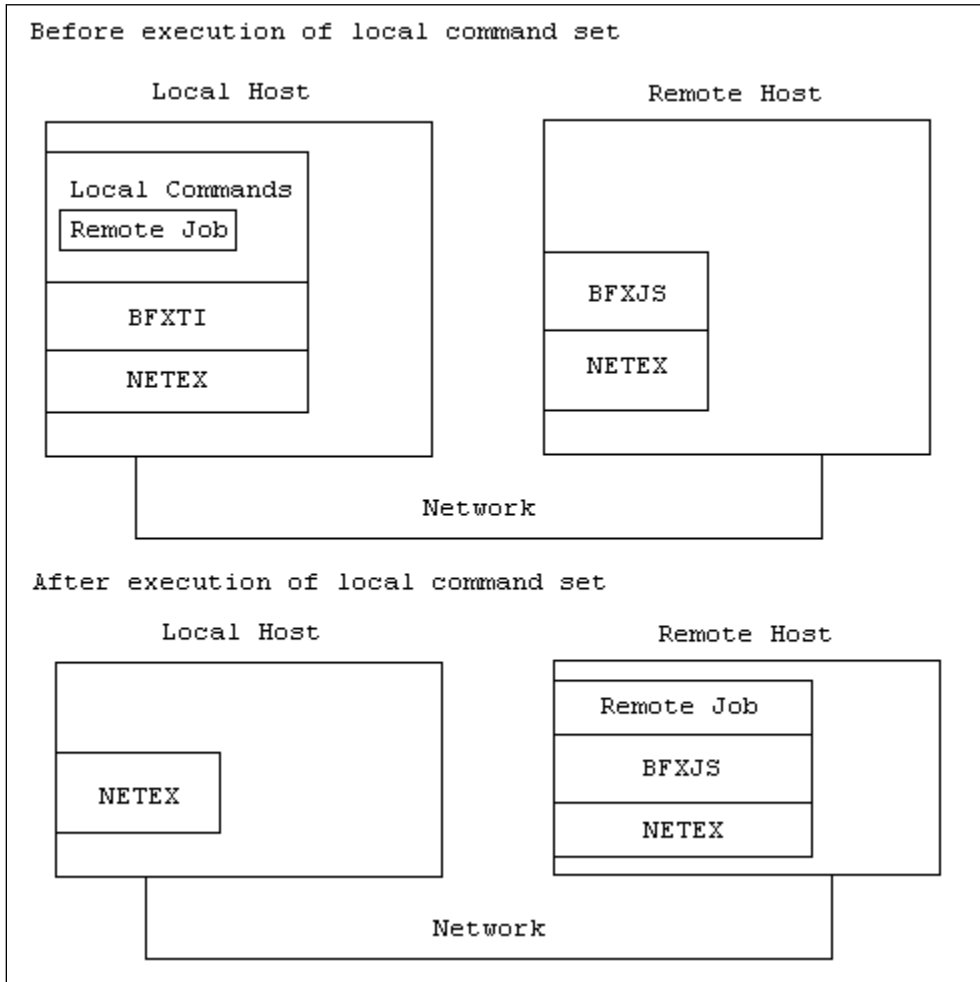 Before execution of local command set
Local Host
Remote Host
Local Commands
Remote Job
BFXTI
NETEX
BFXJS
NETEX
Network
After execution of local command set
Local Host
Remote Host
NETEX
Remote Job
BFXJS
NETEX
Network